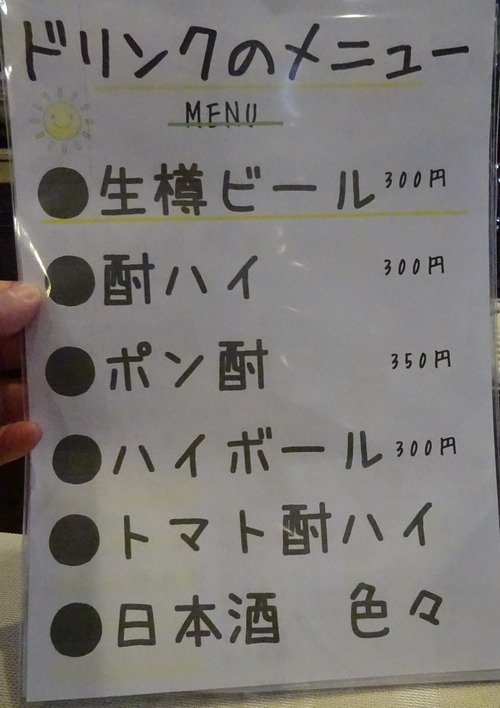 ドリンクのメニュー
MENU
●生樽ビール 300円
●酎ハイ 300円
●ポン酎 350円
●ハイボール 300円
●トマト酎ハイ
●日本酒 色々